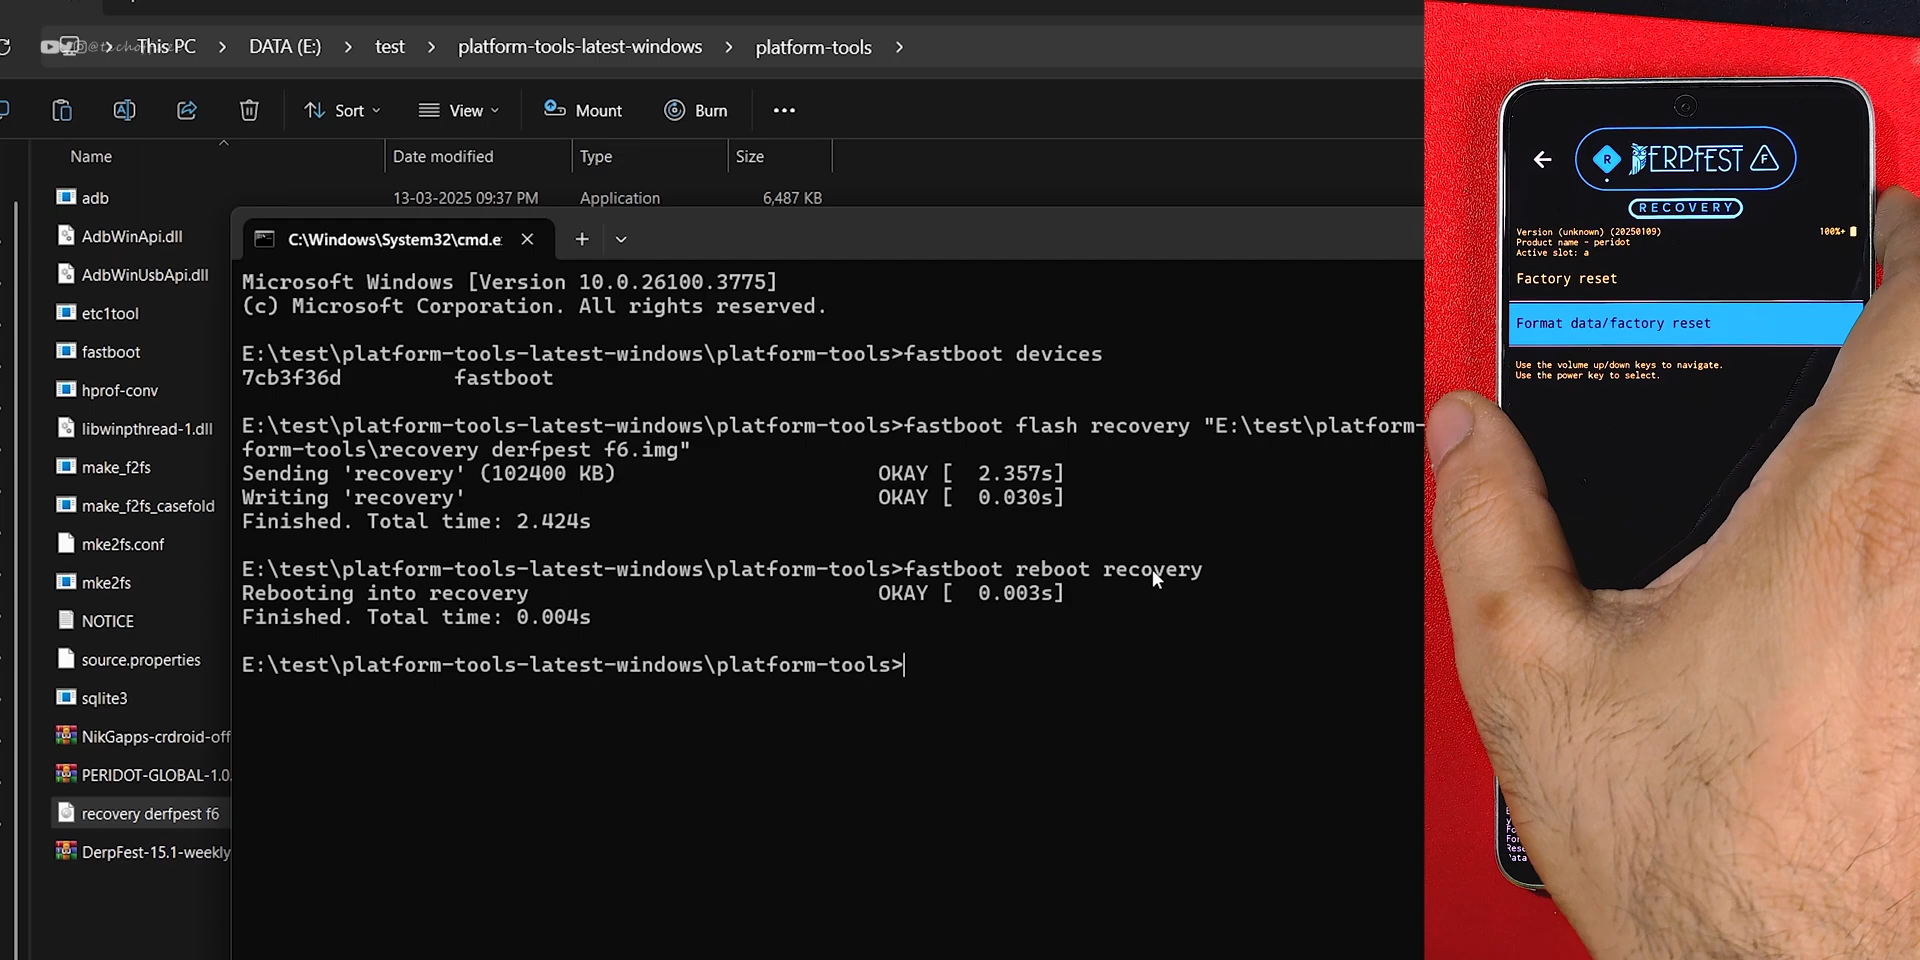 @techo
This PC > DATA (E:) > test > platform-tools-latest-windows > platform-tools >
Sort View Mount Burn ...
Name Date modified Type Size
adb 13-03-2025 09:37 PM Application 6,487 KB
AdbWinApi.dll
AdbWinUsbApi.dll
etc1tool
fastboot
hprof-conv
libwinpthread-1.dll
make_f2fs
make_f2fs_casefold
mke2fs.conf
mke2fs
NOTICE
source.properties
sqlite3
NikGapps-crdroid-off
PERIDOT-GLOBAL-1.0.
recovery derfpest f6
DerpFest-15.1-weekly
C:\Windows\System32\cmd.e
Microsoft Windows [Version 10.0.26100.3775]
(c) Microsoft Corporation. All rights reserved.
E:\test\platform-tools-latest-windows\platform-tools>fastboot devices
7cb3f36d fastboot
E:\test\platform-tools-latest-windows\platform-tools>fastboot flash recovery "E:\test\platform-
form-tools\recovery derfpest f6.img"
Sending 'recovery' (102400 KB) OKAY [ 2.357s]
Writing 'recovery' OKAY [ 0.030s]
Finished. Total time: 2.424s
E:\test\platform-tools-latest-windows\platform-tools>fastboot reboot recovery
Rebooting into recovery OKAY [ 0.003s]
Finished. Total time: 0.004s
E:\test\platform-tools-latest-windows\platform-tools>
R DERPFEST F
RECOVERY
Version (unknown) (20250109) 100%+
Product name - peridot
Active slot: a
Factory reset
Format data/factory reset
Use the volume up/down keys to navigate.
Use the power key to select.